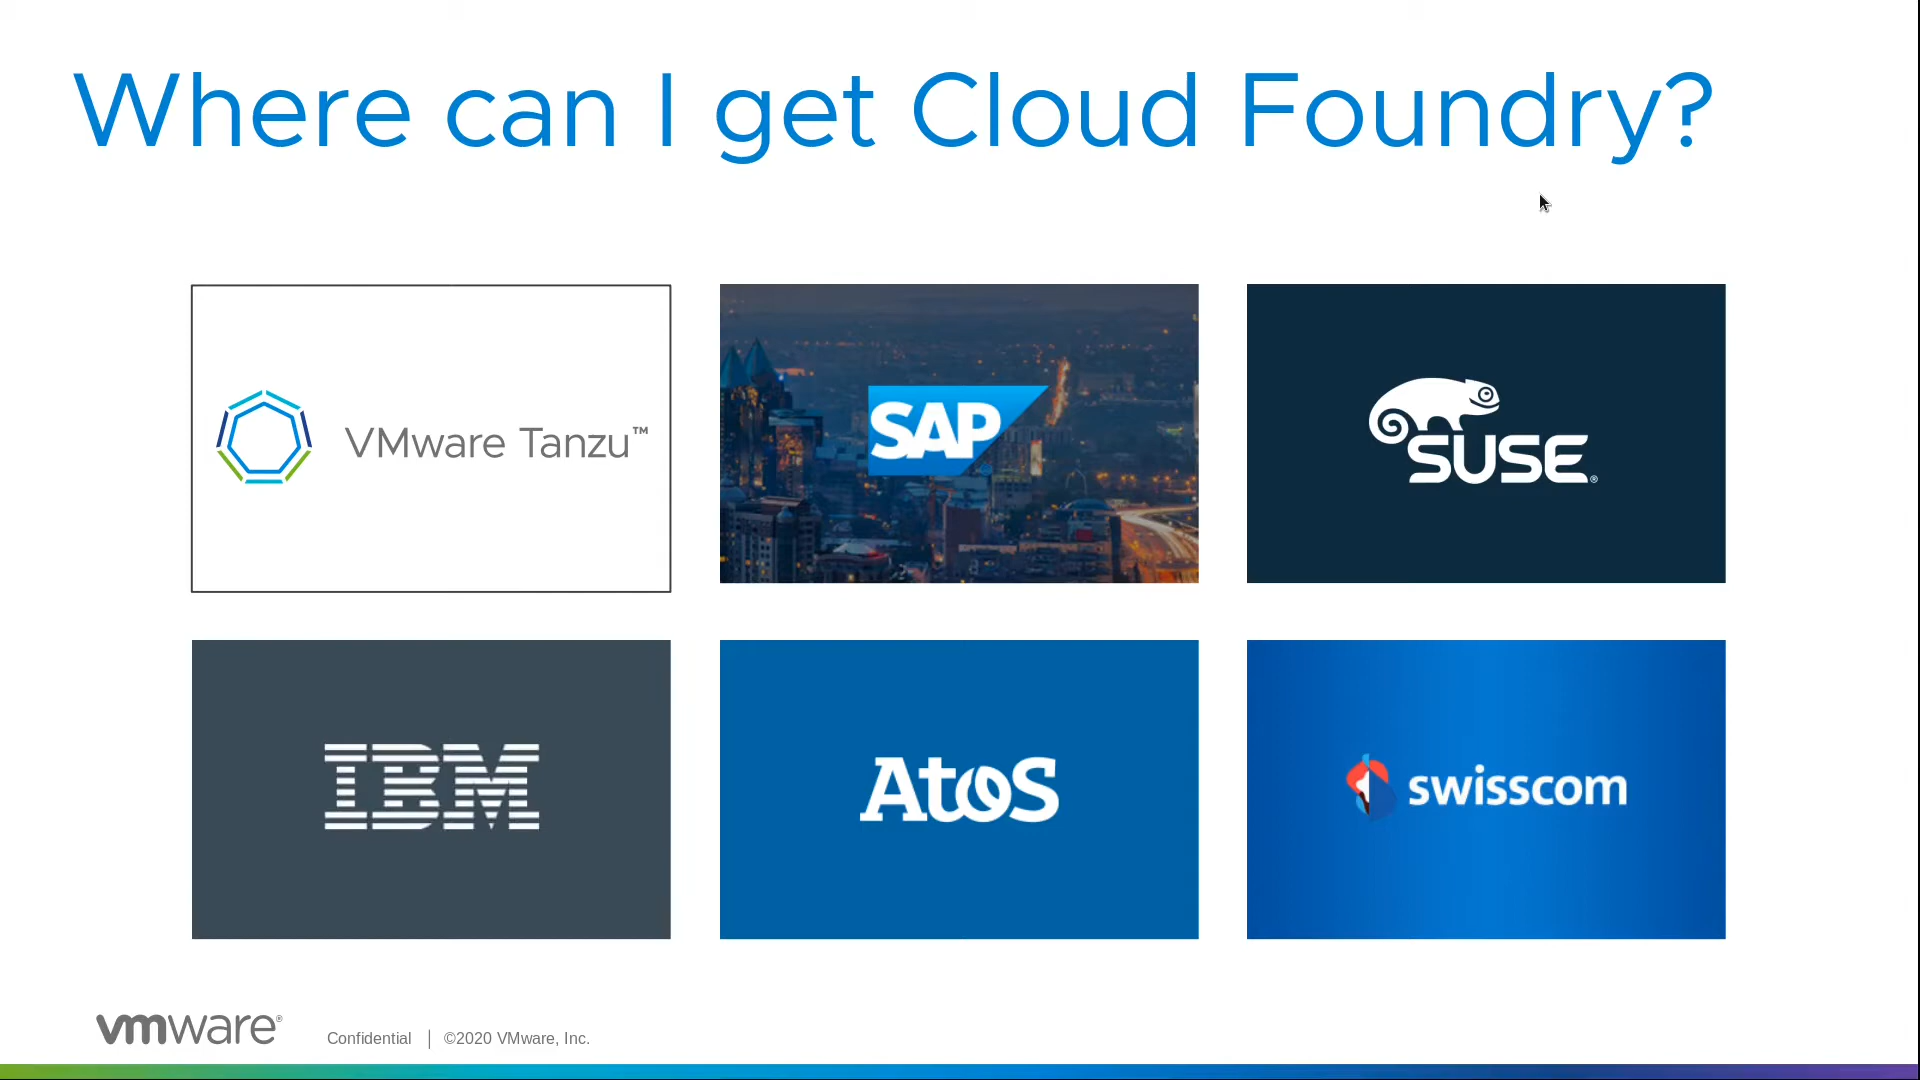 Where can I get Cloud Foundry?
VMware Tanzu™
SAP
SUSE®
IBM
Atos
swisscom
vmware®
Confidential | ©2020 VMware, Inc.